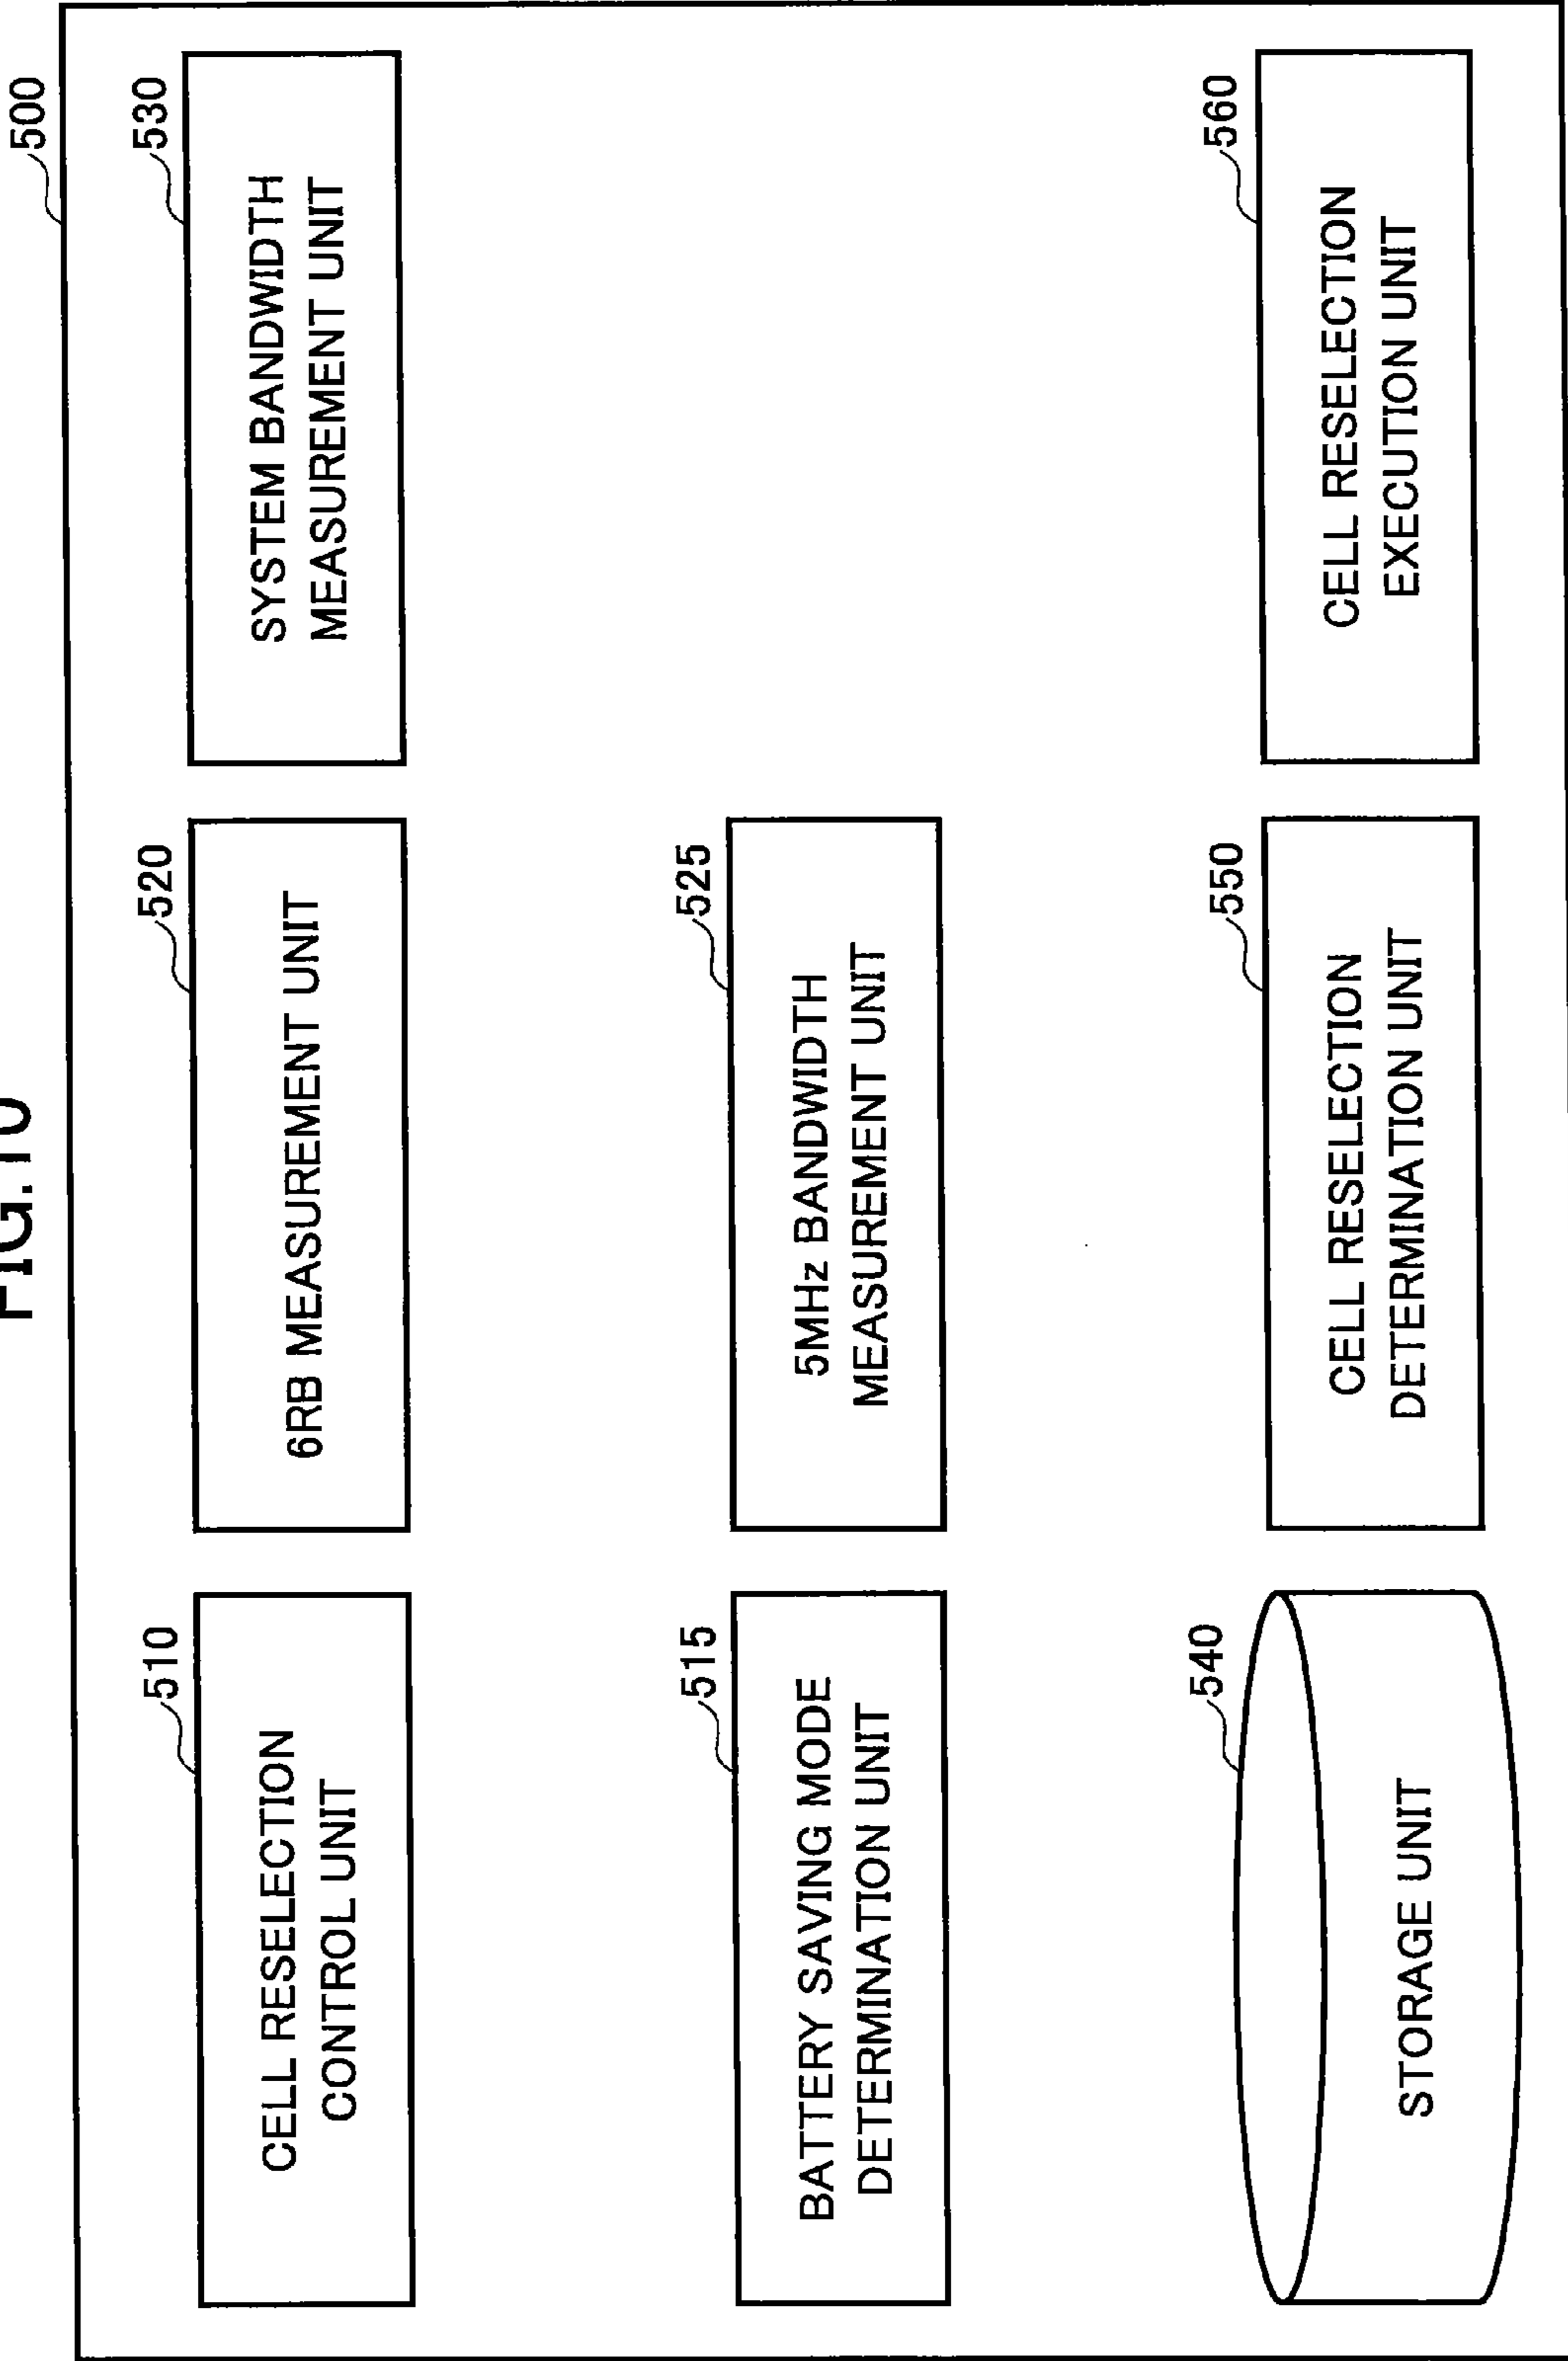 FIG.10
500
510
CELL RESELECTION
CONTROL UNIT
520
6RB MEASUREMENT UNIT
530
SYSTEM BANDWIDTH
MEASUREMENT UNIT
515
BATTERY SAVING MODE
DETERMINATION UNIT
525
5MHz BANDWIDTH
MEASUREMENT UNIT
540
STORAGE UNIT
550
CELL RESELECTION
DETERMINATION UNIT
560
CELL RESELECTION
EXECUTION UNIT